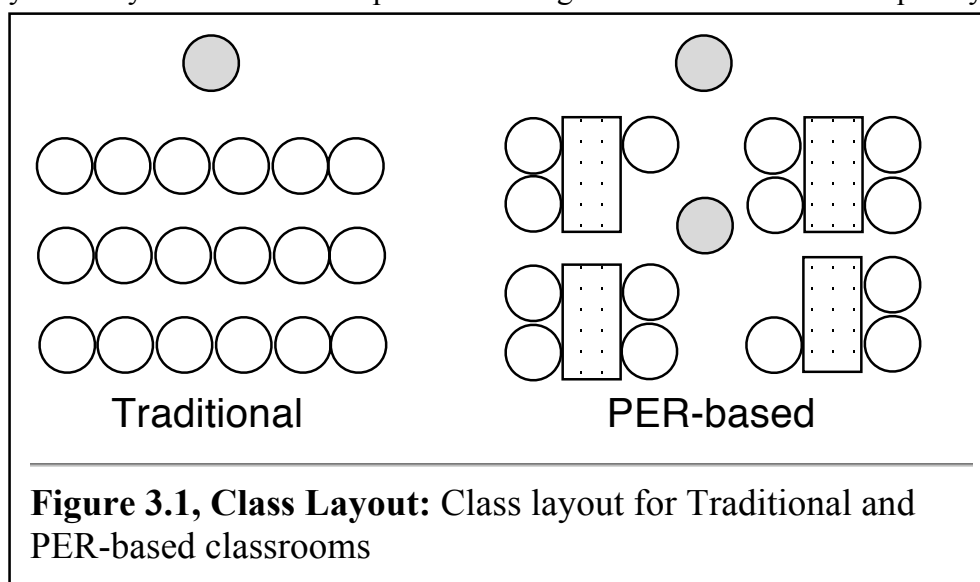 Traditional
PER-based
Figure 3.1, Class Layout: Class layout for Traditional and
PER-based classrooms